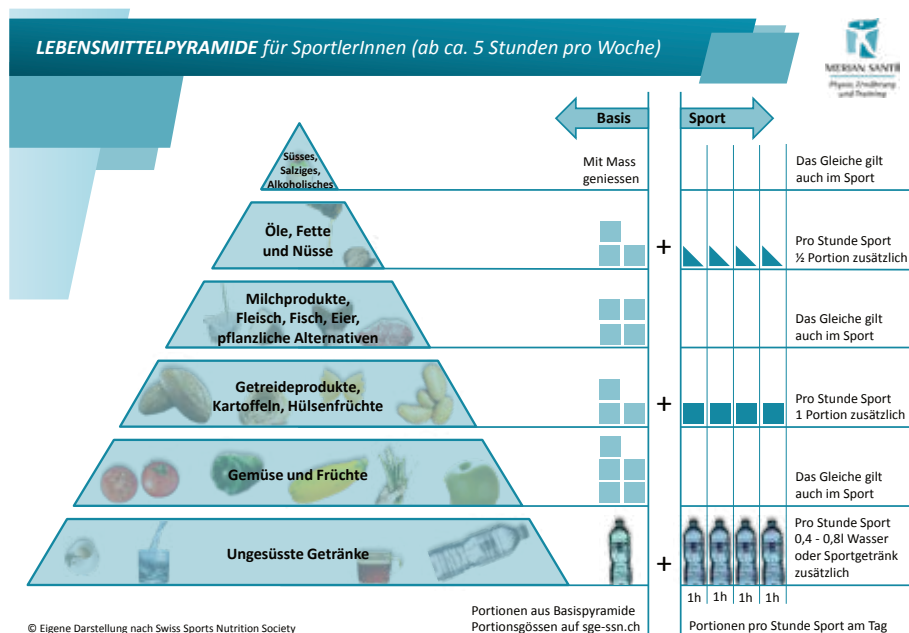 LEBENSMITTELPYRAMIDE für SportlerInnen (ab ca. 5 Stunden pro Woche)
MERIAN SANTI
Physio, Ernährung
und Training
Basis
Sport
Süsses,
Salziges,
Alkoholisches
Mit Mass
geniessen
Das Gleiche gilt
auch im Sport
Öle, Fette
und Nüsse
+
Pro Stunde Sport
½ Portion zusätzlich
Milchprodukte,
Fleisch, Fisch, Eier,
pflanzliche Alternativen
Das Gleiche gilt
auch im Sport
Getreideprodukte,
Kartoffeln, Hülsenfrüchte
+
Pro Stunde Sport
1 Portion zusätzlich
Gemüse und Früchte
Das Gleiche gilt
auch im Sport
Ungesüsste Getränke
+
Pro Stunde Sport
0,4 - 0,8l Wasser
oder Sportgetränk
zusätzlich
1h 1h 1h 1h
© Eigene Darstellung nach Swiss Sports Nutrition Society
Portionen aus Basispyramide
Portionsgössen auf sge-ssn.ch
Portionen pro Stunde Sport am Tag